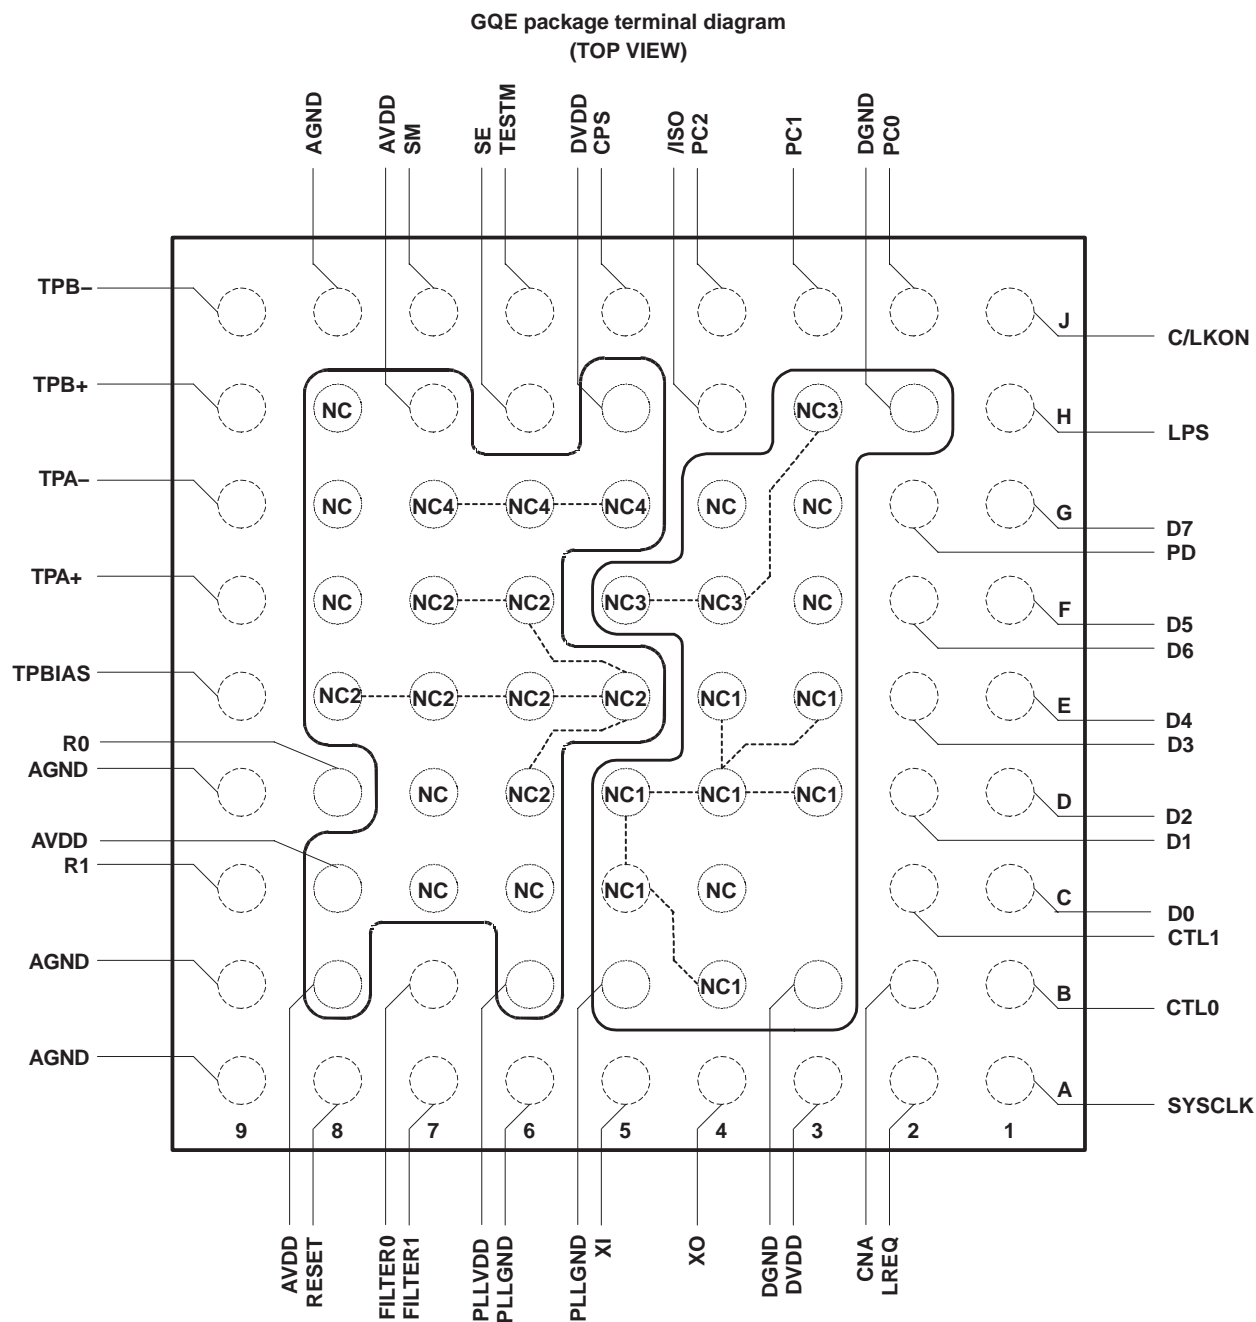 GQE package terminal diagram
(TOP VIEW)
AGND
AVDD
SM
SE
TESTM
DVDD
CPS
/ISO
PC2
PC1
DGND
PC0
TPB–
J
C/LKON
TPB+
NC
NC3
H
LPS
TPA–
NC
NC4
NC4
NC4
NC
NC
G
D7
PD
TPA+
NC
NC2
NC2
NC3
NC3
NC
F
D5
D6
TPBIAS
NC2
NC2
NC2
NC2
NC1
NC1
E
D4
D3
R0
AGND
NC
NC2
NC1
NC1
NC1
D
D2
D1
AVDD
R1
NC
NC
NC1
NC
C
D0
CTL1
AGND
NC1
B
CTL0
AGND
A
SYSCLK
9
8
7
6
5
4
3
2
1
AVDD
RESET
FILTER0
FILTER1
PLLVDD
PLLGND
PLLGND
XI
XO
DGND
DVDD
CNA
LREQ